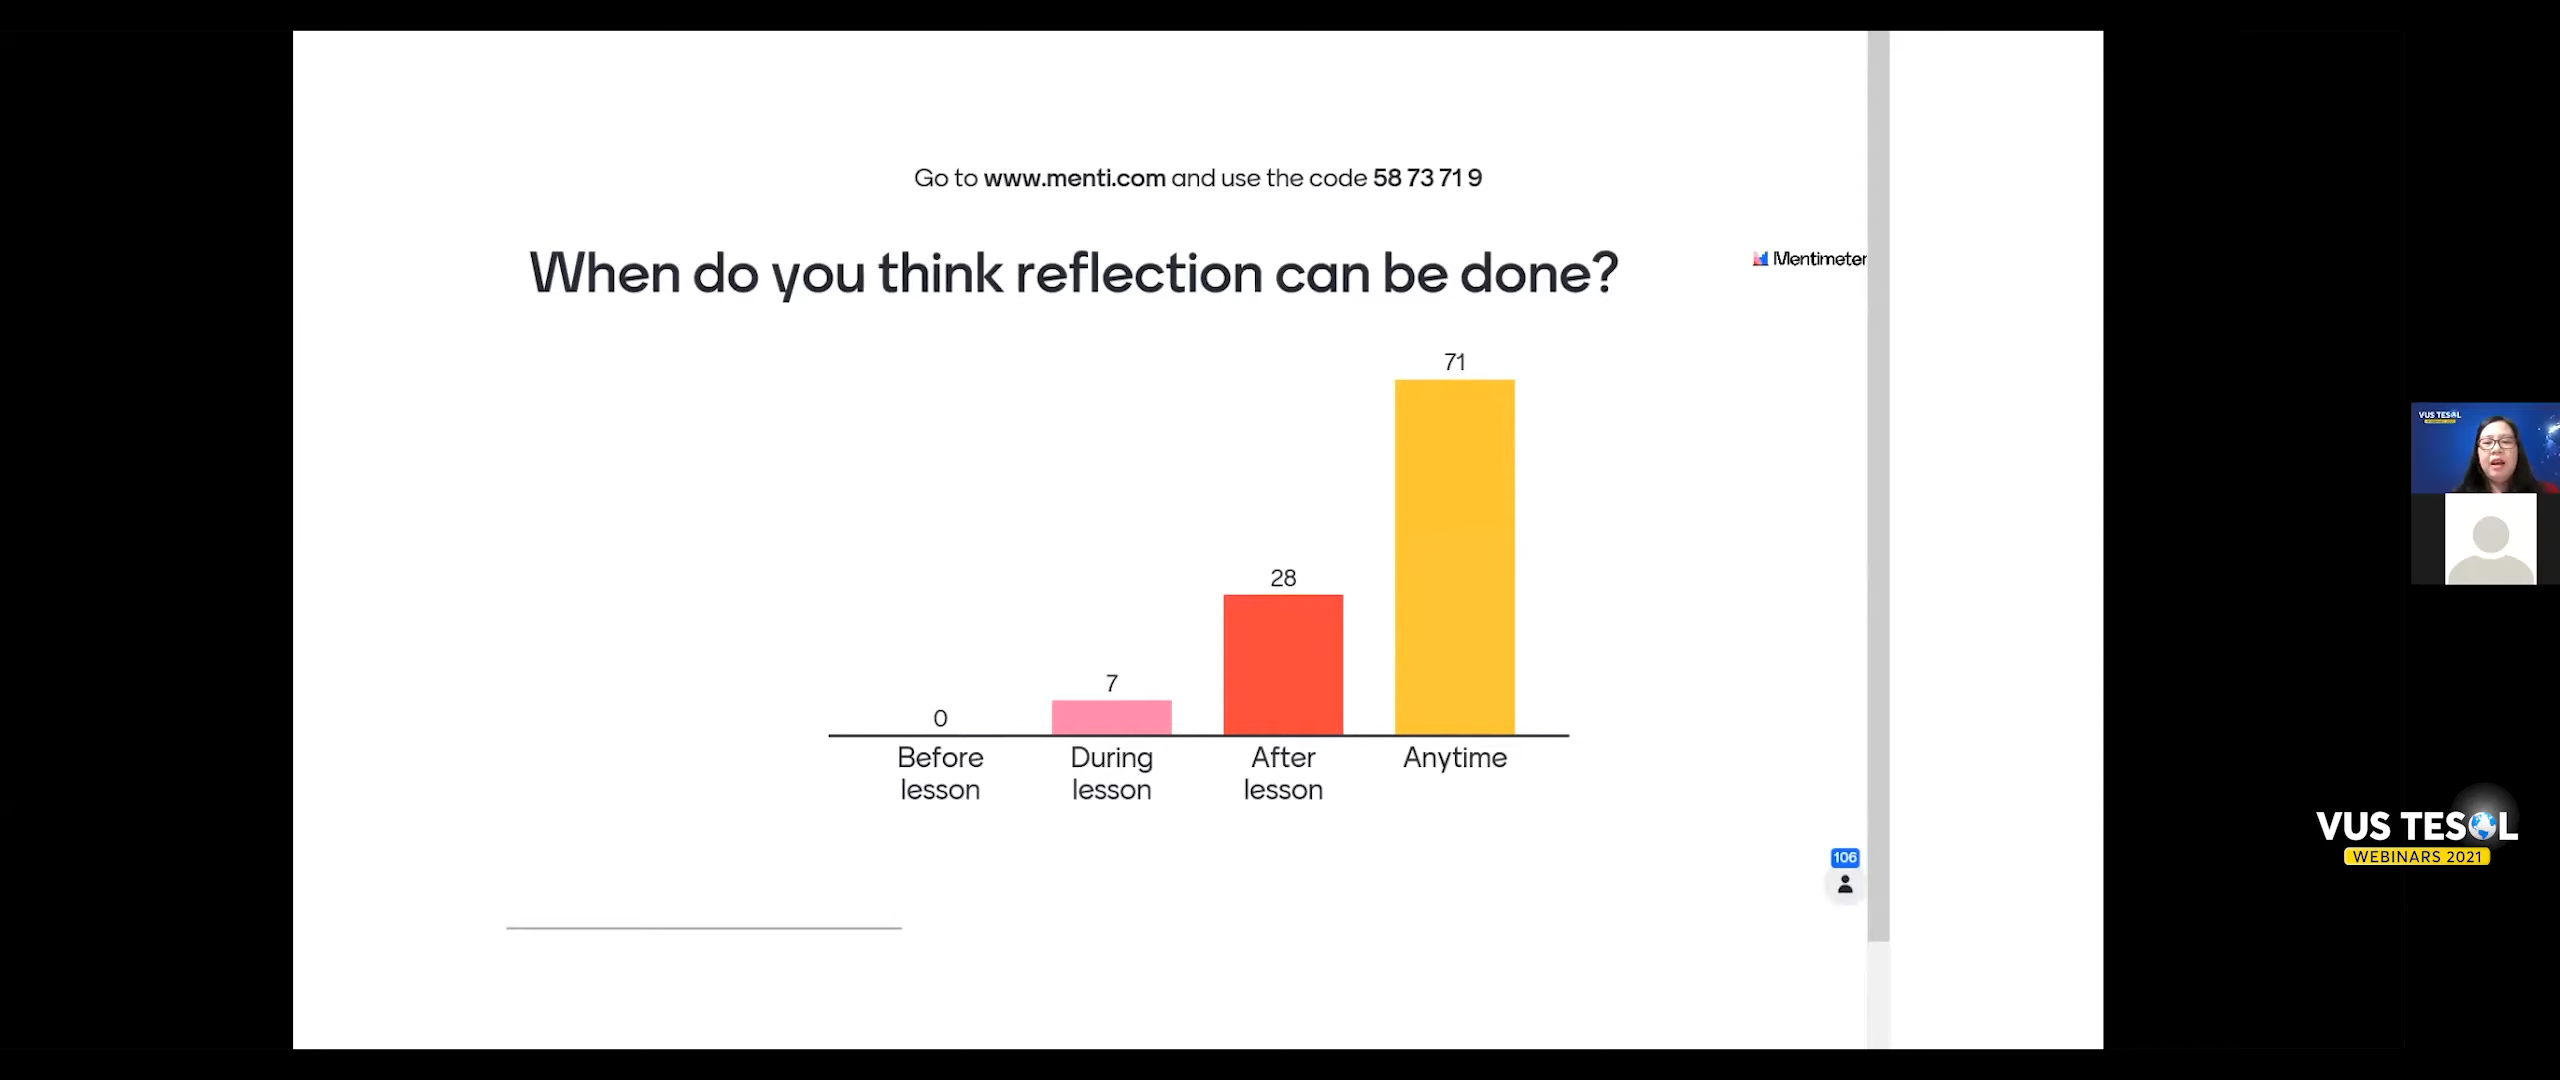 Go to www.menti.com and use the code 58 73 71 9
When do you think reflection can be done?
Mentimeter
71
28
7
0
Before lesson
During lesson
After lesson
Anytime
106
VUS TESOL
VUS TESOL
WEBINARS 2021